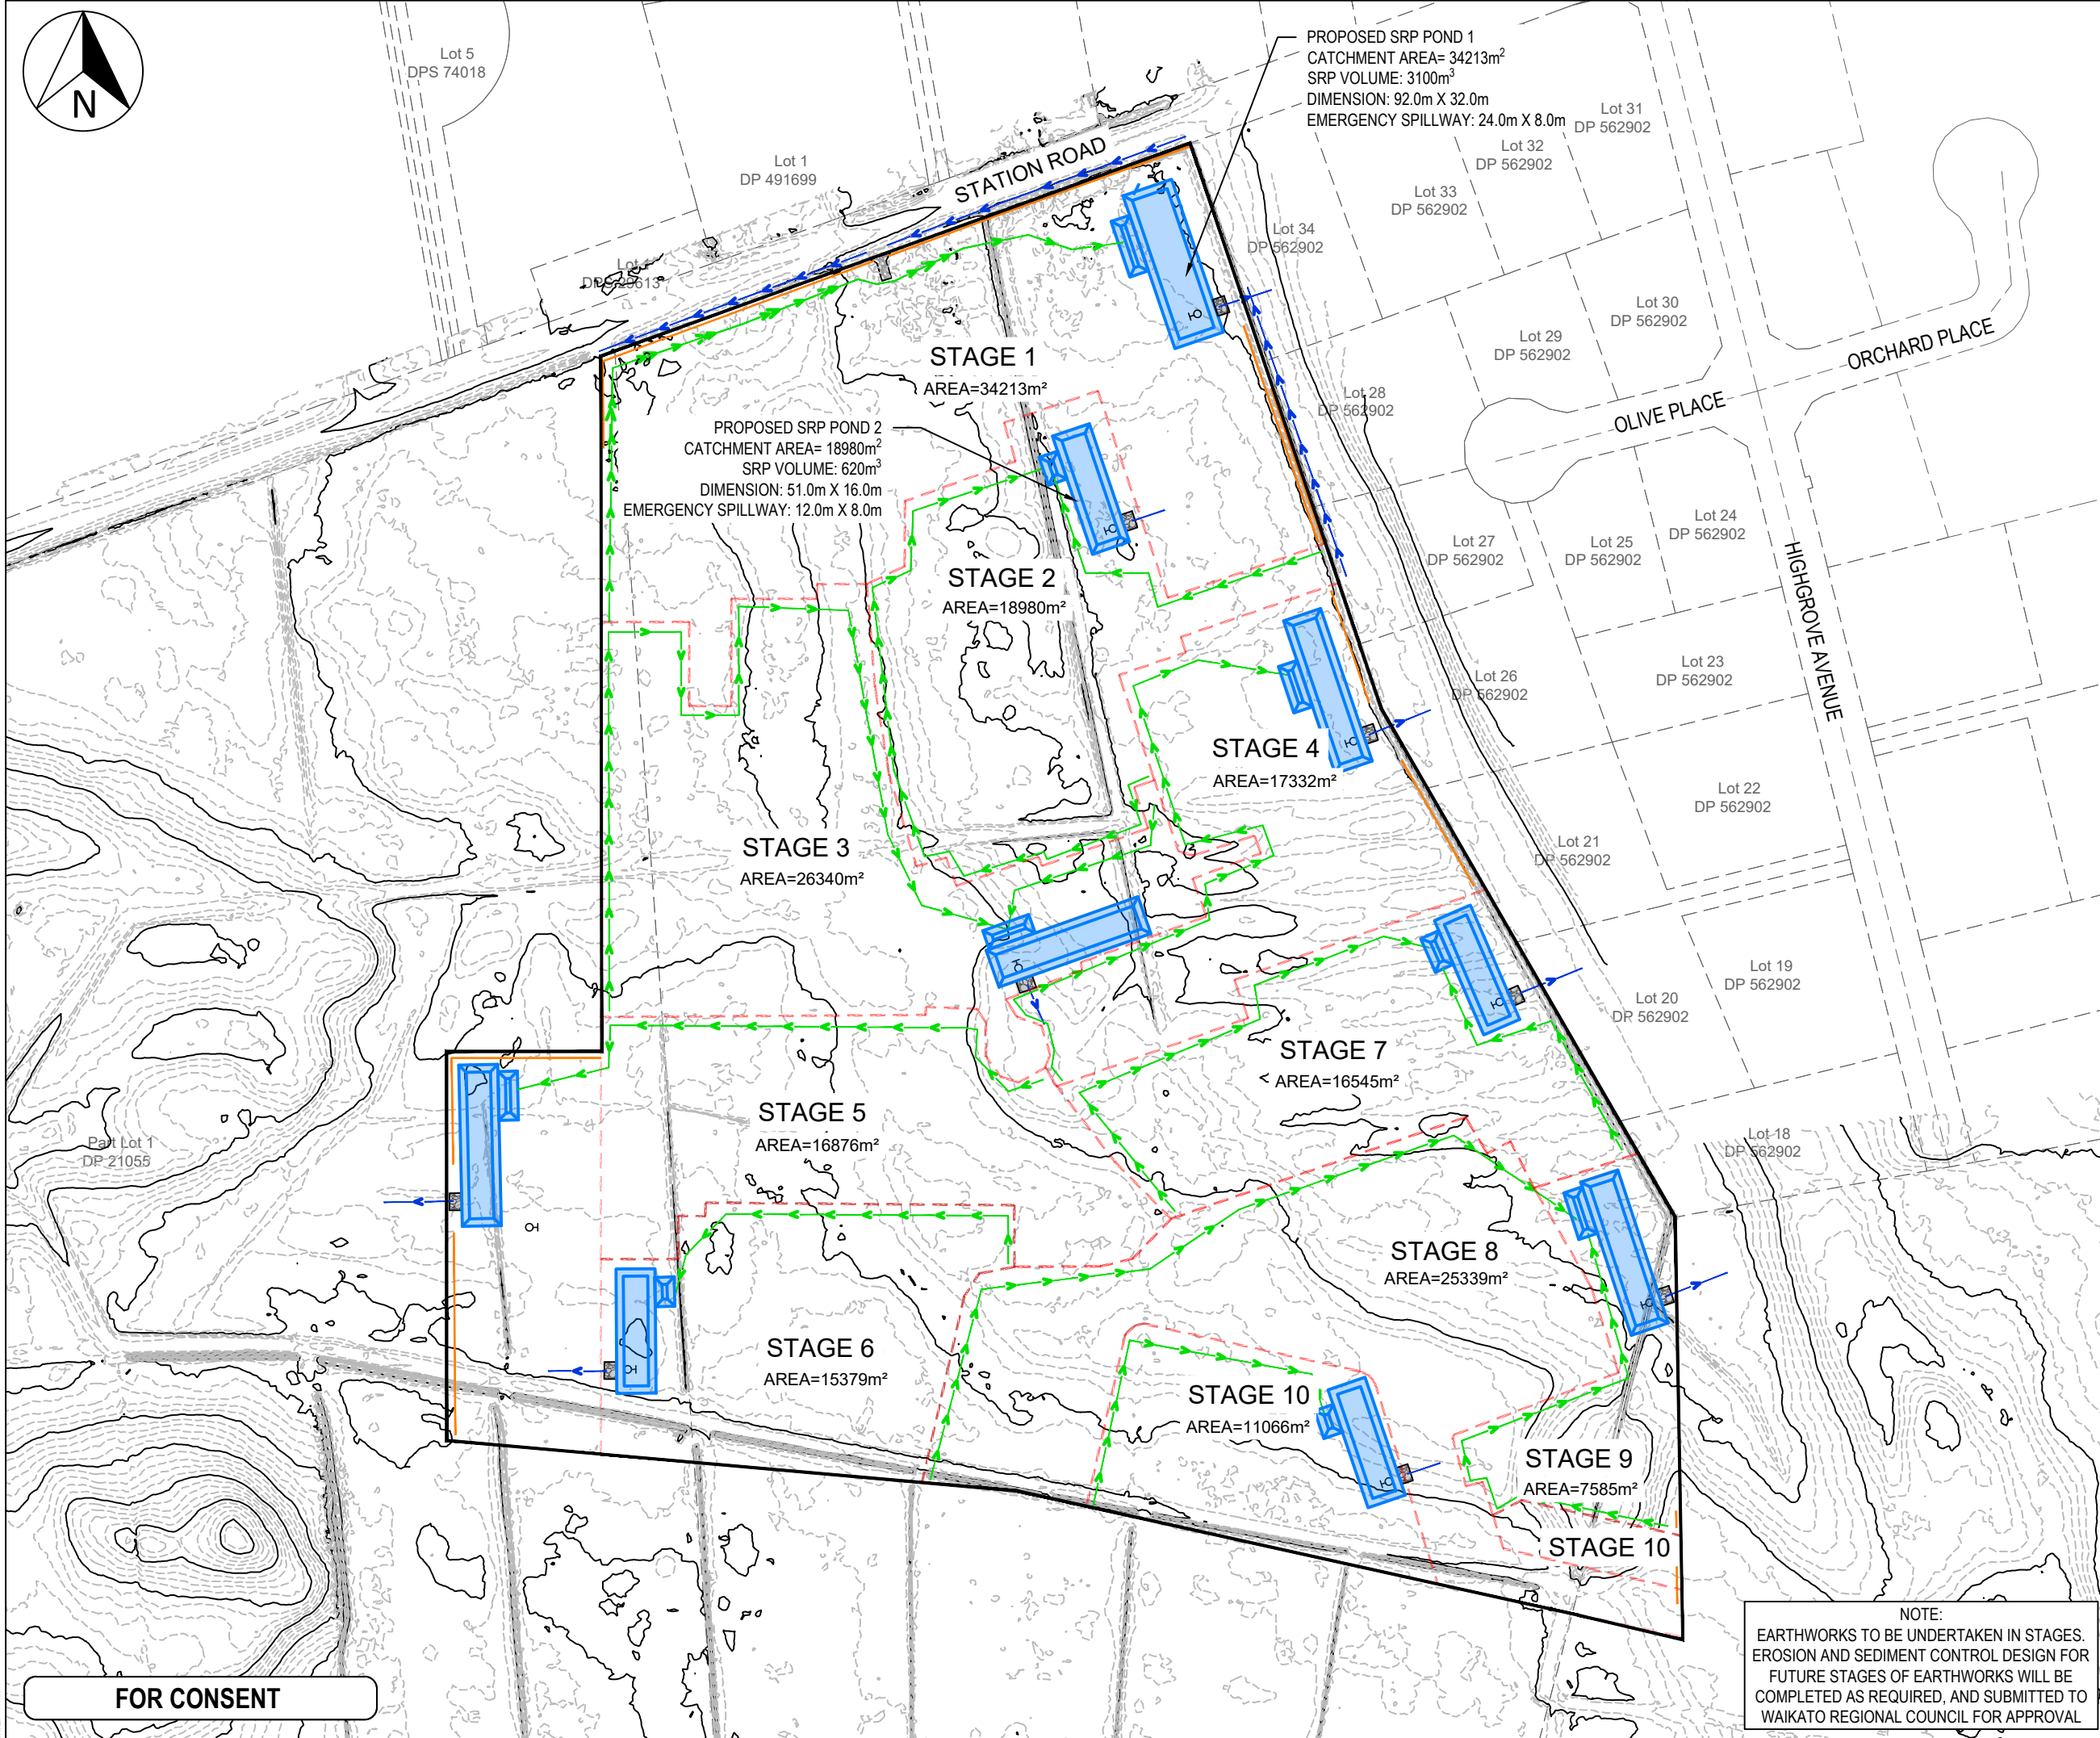 N
Lot 5
DPS 74018
Lot 1
DP 491699
STATION ROAD
PROPOSED SRP POND 1
CATCHMENT AREA= 34213m²
SRP VOLUME: 3100m³
DIMENSION: 92.0m X 32.0m
EMERGENCY SPILLWAY: 24.0m X 8.0m
Lot 31
DP 562902
Lot 32
DP 562902
Lot 33
DP 562902
Lot 34
DP 562902
Lot 30
DP 562902
Lot 29
DP 562902
Lot 28
DP 562902
ORCHARD PLACE
OLIVE PLACE
HIGHGROVE AVENUE
STAGE 1
AREA=34213m²
PROPOSED SRP POND 2
CATCHMENT AREA= 18980m²
SRP VOLUME: 620m³
DIMENSION: 51.0m X 16.0m
EMERGENCY SPILLWAY: 12.0m X 8.0m
Lot 27
DP 562902
Lot 25
DP 562902
Lot 24
DP 562902
STAGE 2
AREA=18980m²
Lot 26
DP 562902
Lot 23
DP 562902
STAGE 4
AREA=17332m²
Lot 22
DP 562902
STAGE 3
AREA=26340m²
Lot 21
DP 562902
Lot 19
DP 562902
Lot 20
DP 562902
STAGE 7
AREA=16545m²
STAGE 5
AREA=16876m²
Part Lot 1
DP 21055
Lot 18
DP 562902
STAGE 8
AREA=25339m²
STAGE 6
AREA=15379m²
STAGE 10
AREA=11066m²
STAGE 9
AREA=7585m²
STAGE 10
FOR CONSENT
NOTE:
EARTHWORKS TO BE UNDERTAKEN IN STAGES.
EROSION AND SEDIMENT CONTROL DESIGN FOR
FUTURE STAGES OF EARTHWORKS WILL BE
COMPLETED AS REQUIRED, AND SUBMITTED TO
WAIKATO REGIONAL COUNCIL FOR APPROVAL